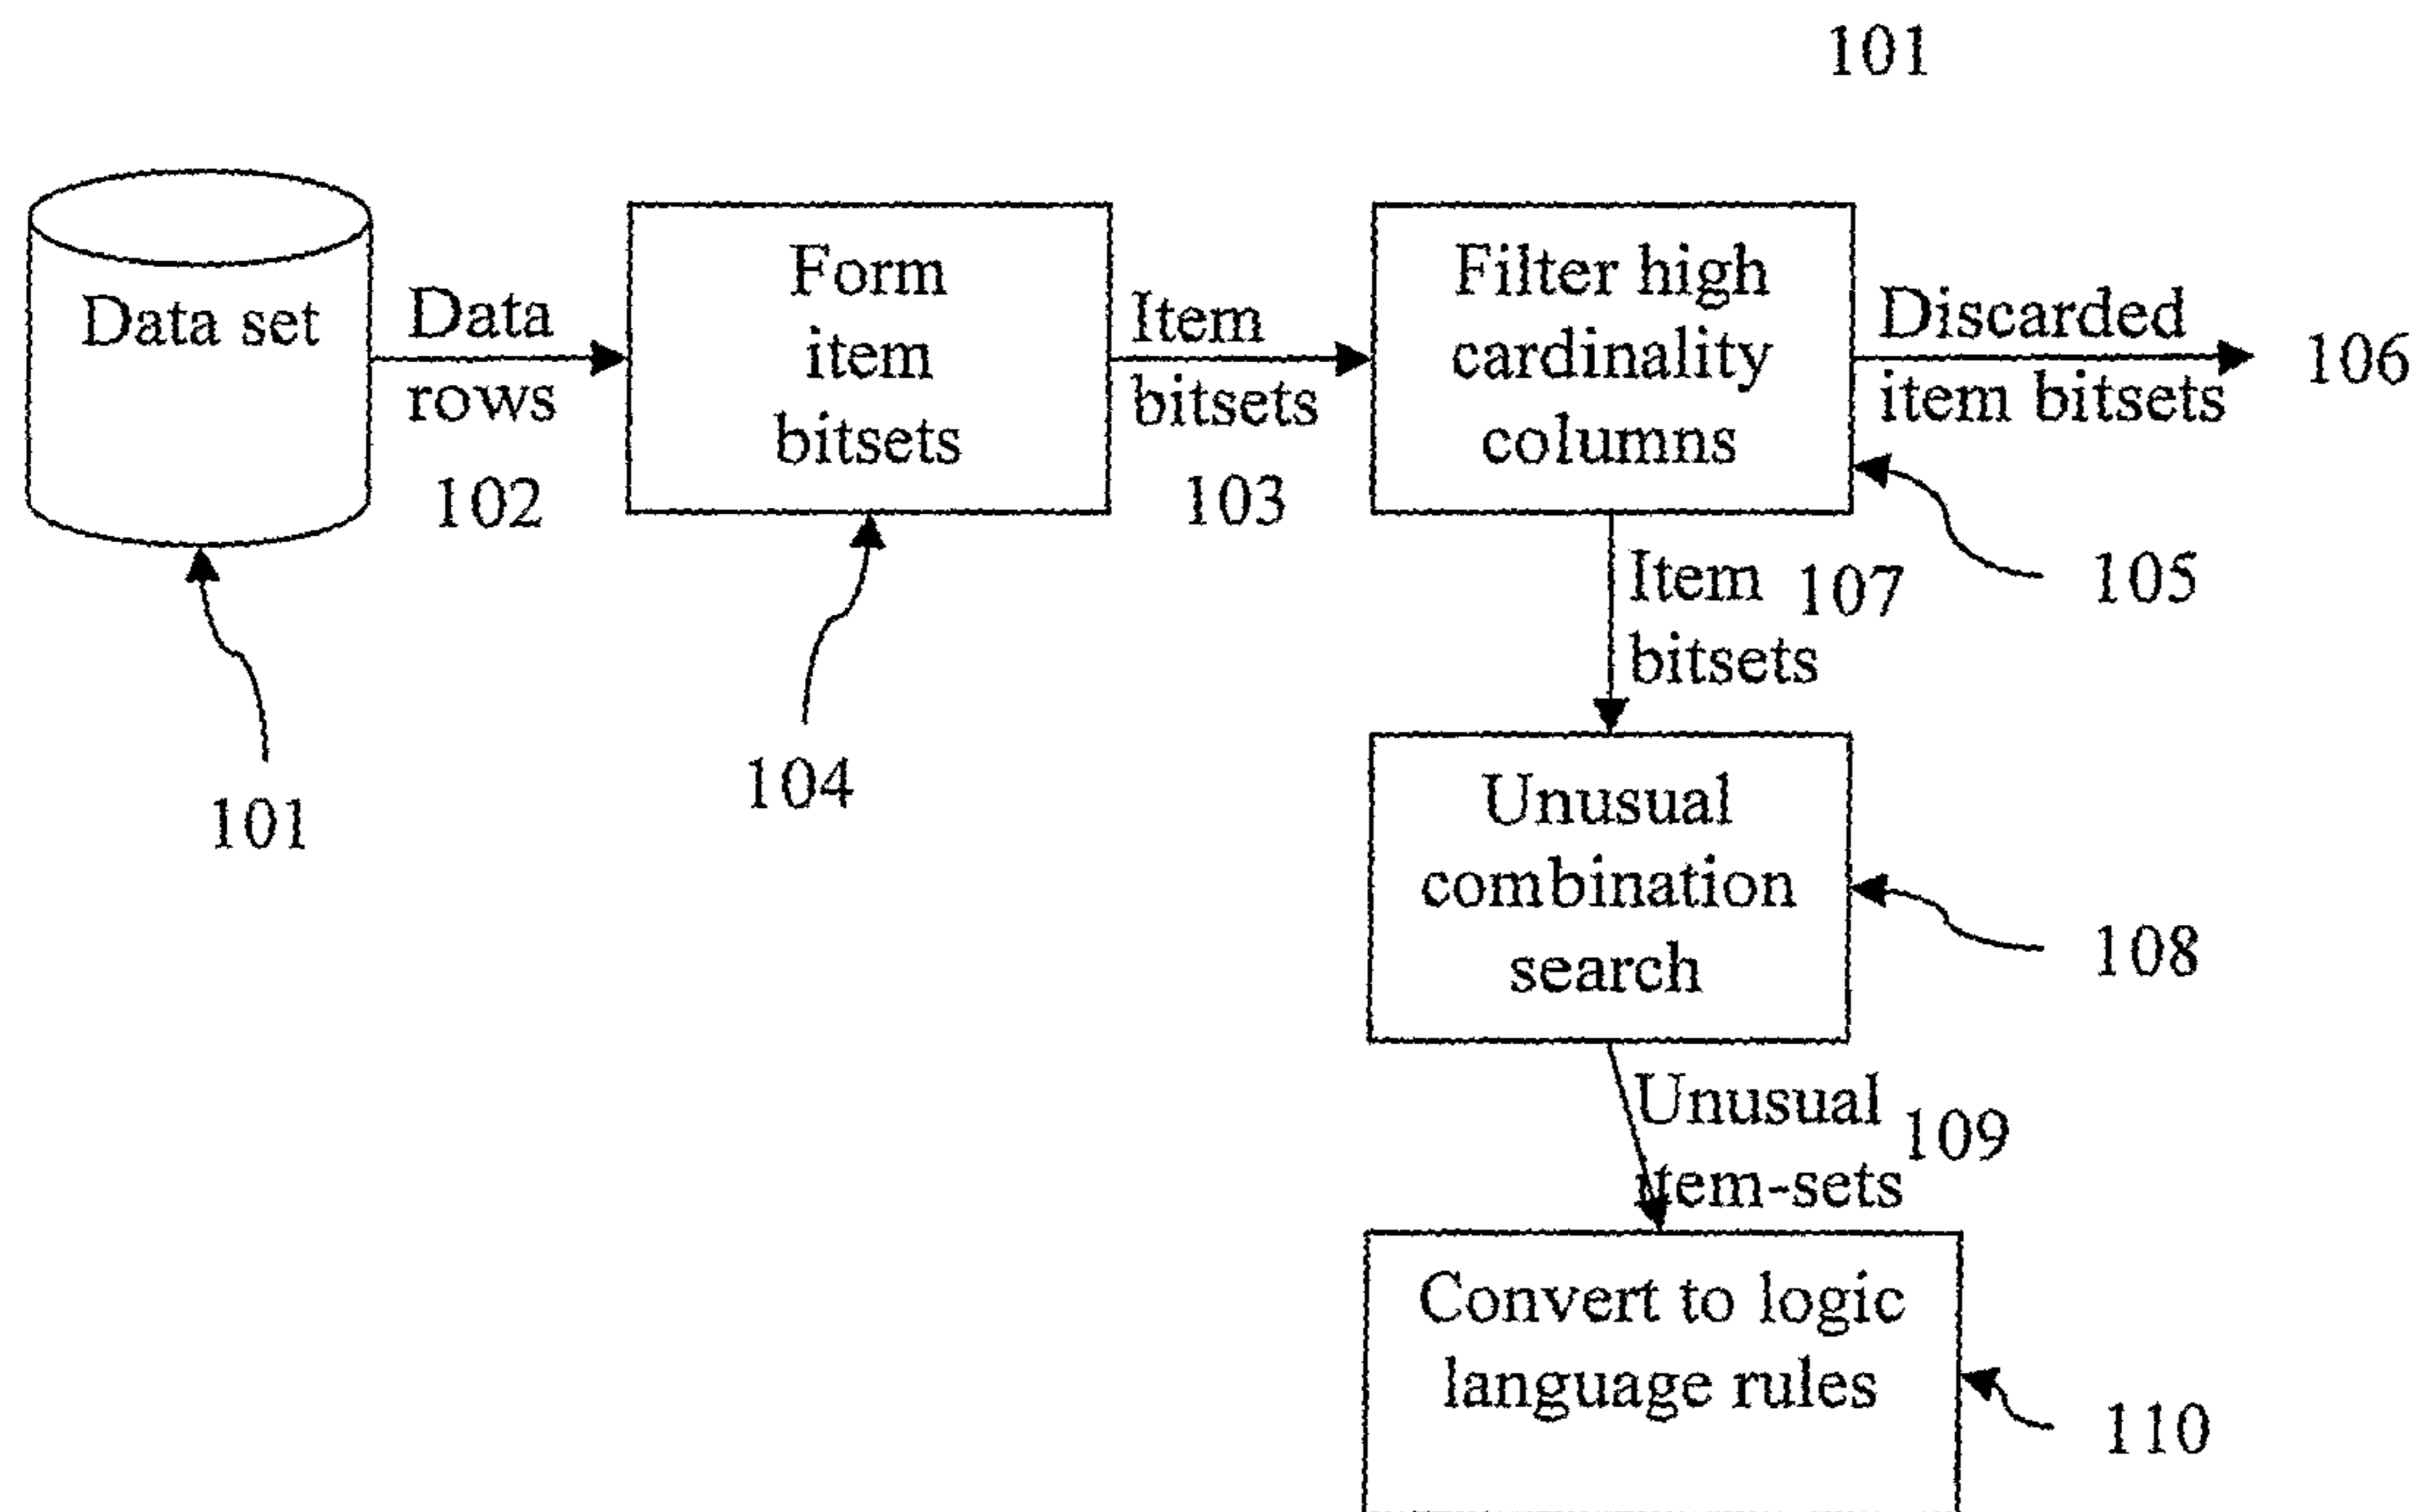 101
Data set
Data
rows
102
Form
item
bitsets
Item
bitsets
103
Filter high
cardinality
columns
Discarded
item bitsets
106
101
104
Item
bitsets
107
105
Unusual
combination
search
108
Unusual
item-sets
109
Convert to logic
language rules
110